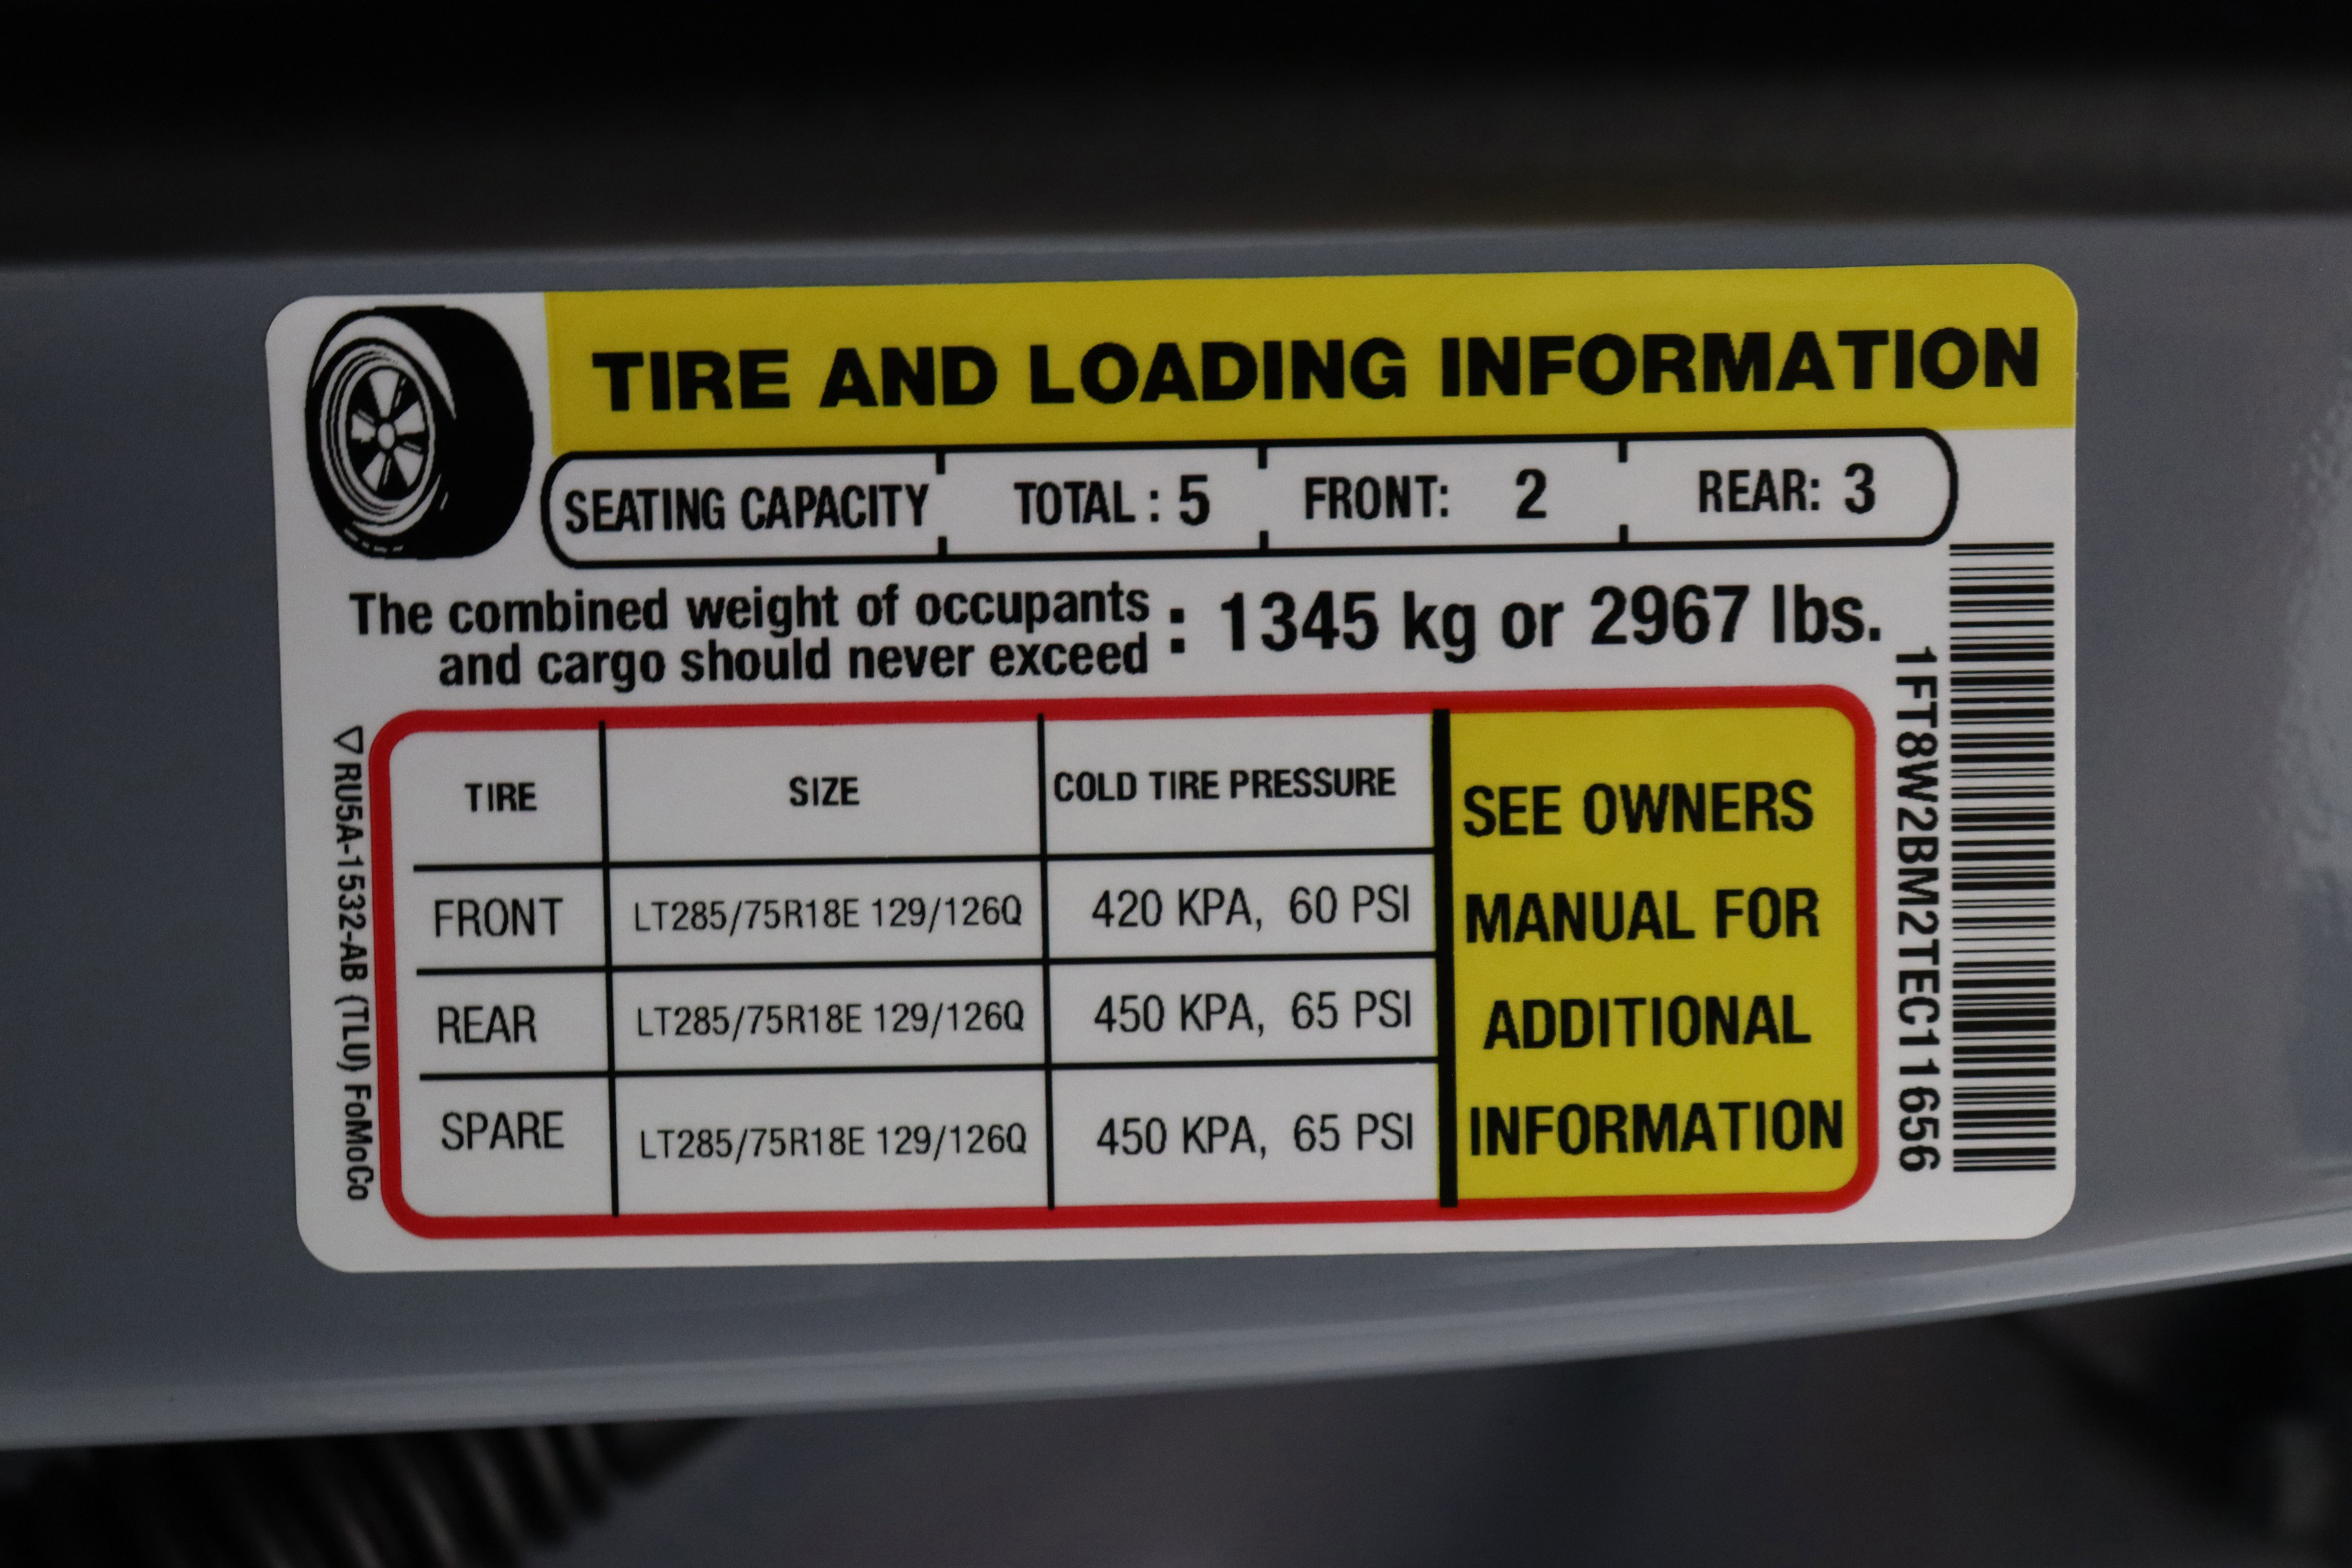 TIRE AND LOADING INFORMATION
SEATING CAPACITY TOTAL : 5 FRONT: 2 REAR: 3
The combined weight of occupants
and cargo should never exceed : 1345 kg or 2967 lbs.
TIRE SIZE COLD TIRE PRESSURE
FRONT LT285/75R18E 129/126Q 420 KPA, 60 PSI
REAR LT285/75R18E 129/126Q 450 KPA, 65 PSI
SPARE LT285/75R18E 129/126Q 450 KPA, 65 PSI
SEE OWNERS
MANUAL FOR
ADDITIONAL
INFORMATION
1FT8W2BM2TEC11656
RU5A-1532-AB (TLU) FoMoCo